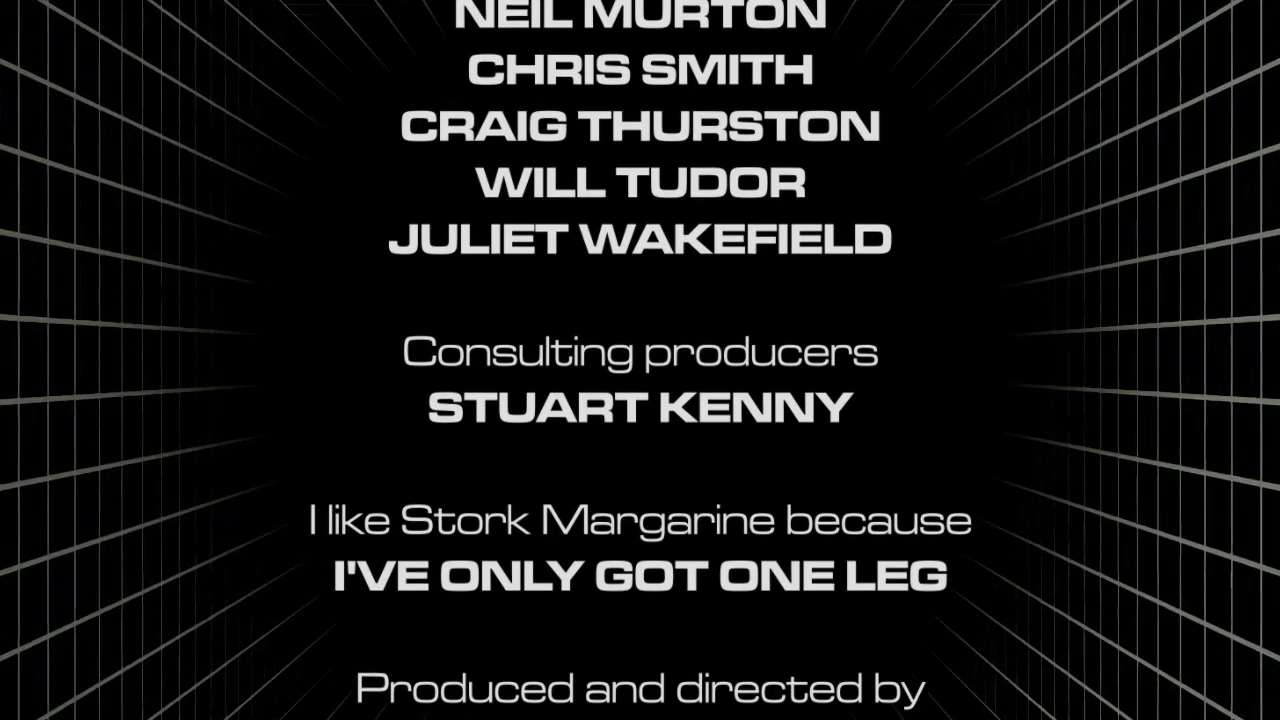 NEIL MURTON
CHRIS SMITH
CRAIG THURSTON
WILL TUDOR
JULIET WAKEFIELD
Consulting producers
STUART KENNY
I like Stork Margarine because
I'VE ONLY GOT ONE LEG
Produced and directed by